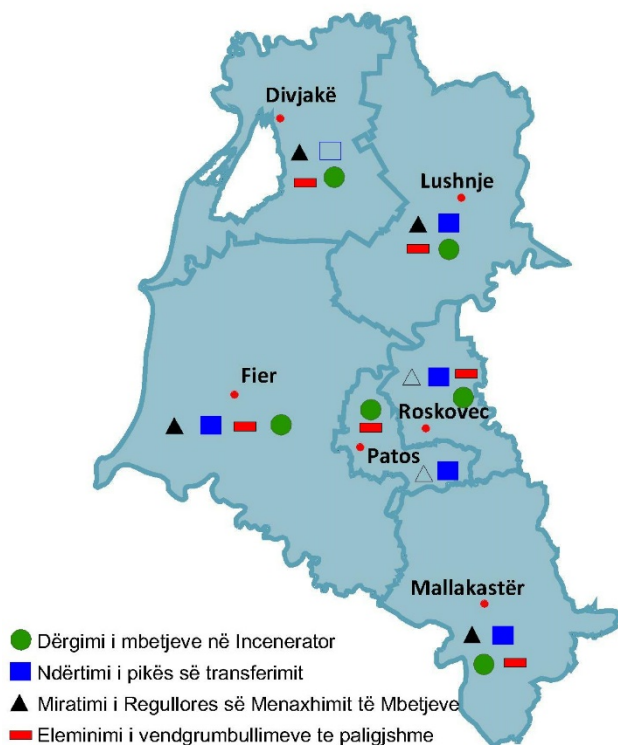 Divjakë
Lushnje
Fier
Roskovec
Patos
Mallakastër
Dërgimi i mbetjeve në Incenerator
Ndërtimi i pikës së transferimit
Miratimi i Regullores së Menaxhimit të Mbetjeve
Eleminimi i vendgrumbullimeve te paligjshme